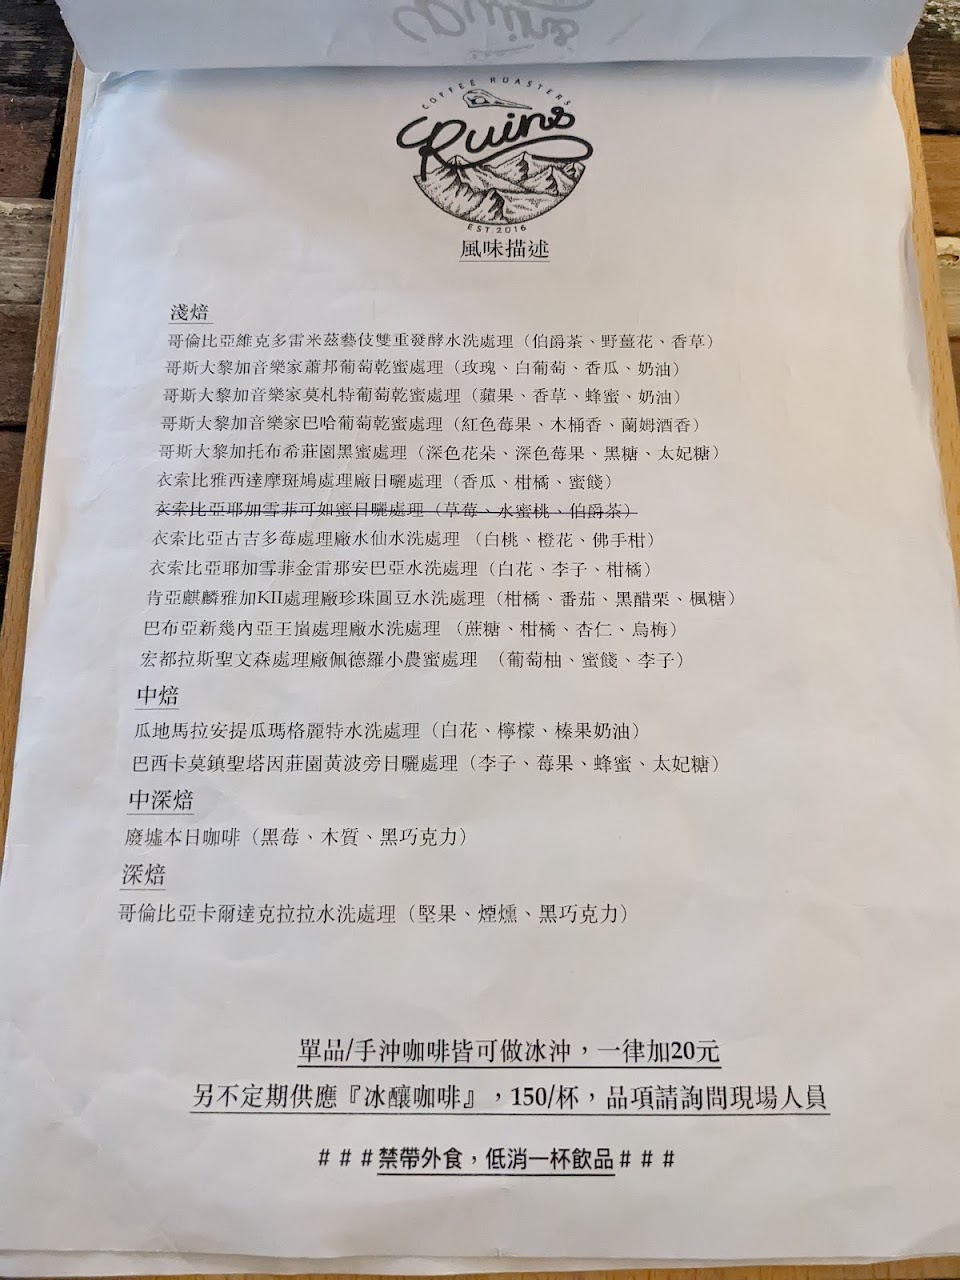 COFFEE ROASTERS
Ruins
EST.2016
風味描述
淺焙
哥倫比亞維克多雷米茲藝伎雙重發酵水洗處理（伯爵茶、野薑花、香草）
哥斯大黎加音樂家蕭邦葡萄乾蜜處理（玫瑰、白葡萄、香瓜、奶油）
哥斯大黎加音樂家莫札特葡萄乾蜜處理（蘋果、香草、蜂蜜、奶油）
哥斯大黎加音樂家巴哈葡萄乾蜜處理（紅色莓果、木桶香、蘭姆酒香）
哥斯大黎加托布希莊園黑蜜處理（深色花朵、深色莓果、黑糖、太妃糖）
衣索比雅西達摩斑鳩處理廠日曬處理（香瓜、柑橘、蜜餞）
衣索比亞耶加雪菲可如蜜日曬處理（草莓、水蜜桃、伯爵茶）
衣索比亞古吉多莓處理廠水仙水洗處理（白桃、橙花、佛手柑）
衣索比亞耶加雪菲金雷那安巴亞水洗處理（白花、李子、柑橘）
肯亞麒麟雅加KII處理廠珍珠圓豆水洗處理（柑橘、番茄、黑醋栗、楓糖）
巴布亞新幾內亞王嵿處理廠水洗處理（蔗糖、柑橘、杏仁、烏梅）
宏都拉斯聖文森處理廠佩德羅小農蜜處理（葡萄柚、蜜餞、李子）
中焙
瓜地馬拉安提瓜瑪格麗特水洗處理（白花、檸檬、榛果奶油）
巴西卡莫鎮聖塔因莊園黃波旁日曬處理（李子、莓果、蜂蜜、太妃糖）
中深焙
廢墟本日咖啡（黑莓、木質、黑巧克力）
深焙
哥倫比亞卡爾達克拉拉水洗處理（堅果、煙燻、黑巧克力）
單品/手沖咖啡皆可做冰沖，一律加20元
另不定期供應『冰釀咖啡』，150/杯，品項請詢問現場人員
###禁帶外食，低消一杯飲品###